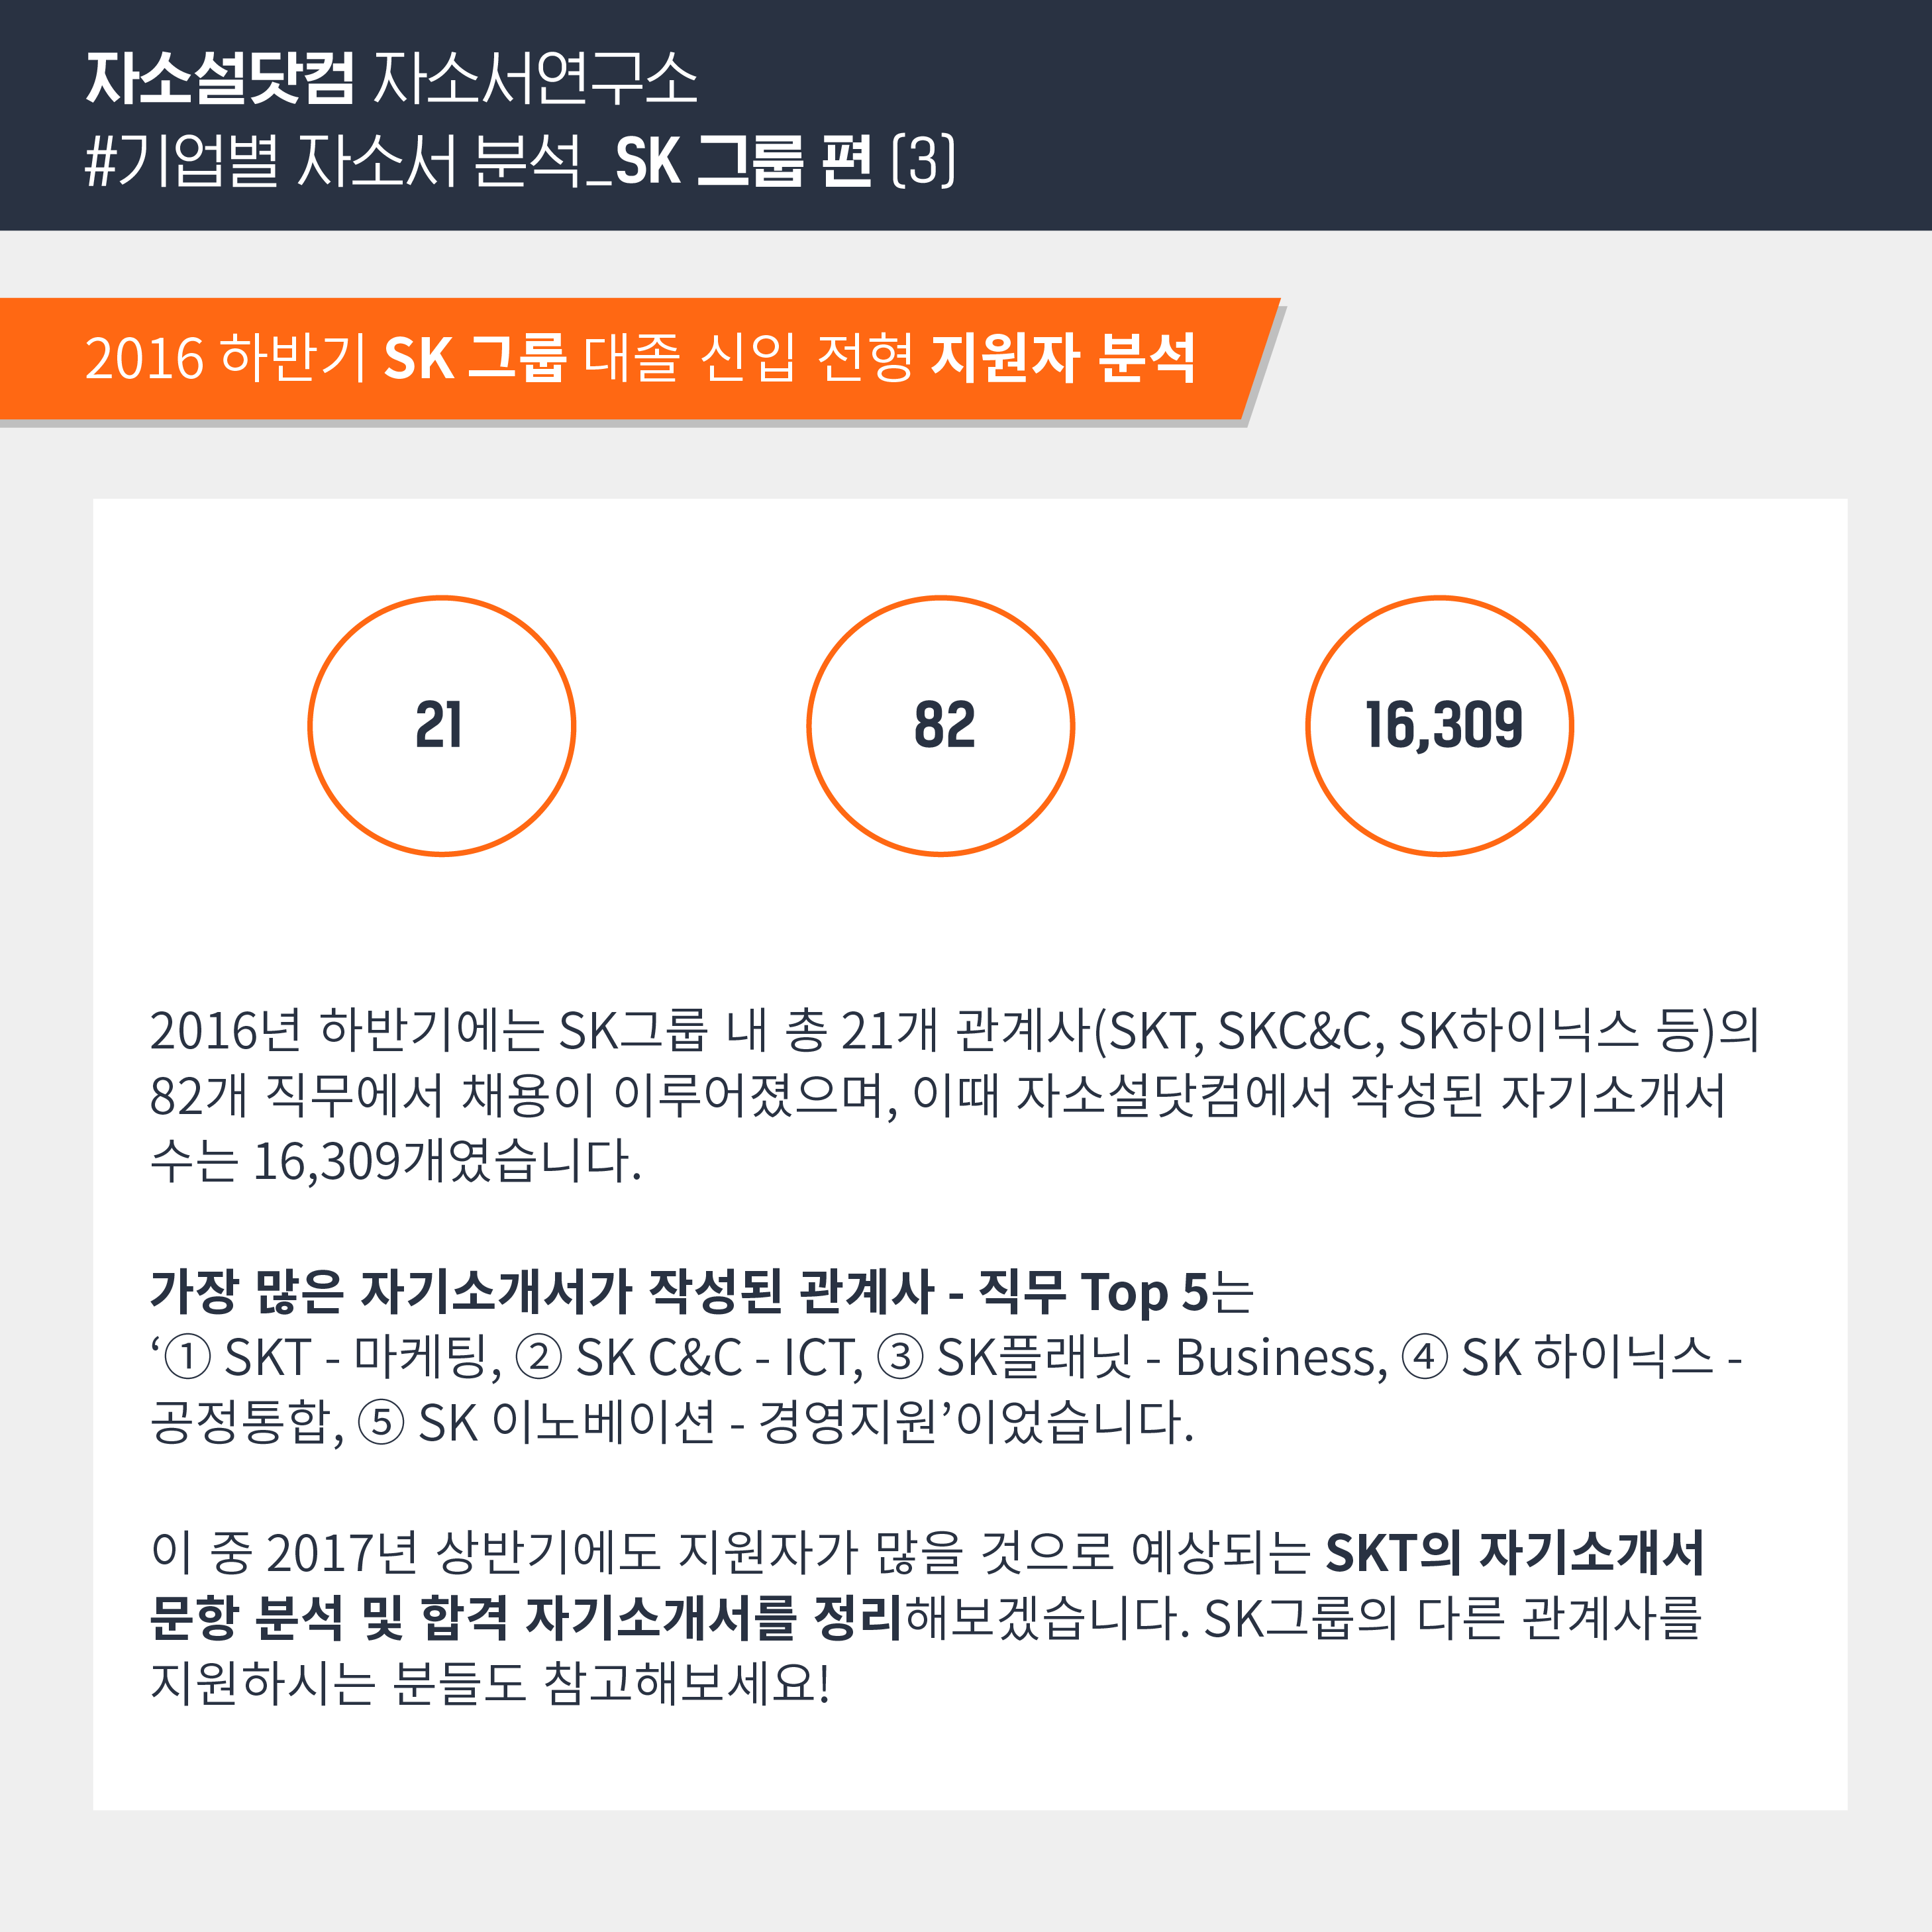 자소설닷컴 자소서연구소
#기업별 자소서 분석_SK 그룹 편 (3)
2016 하반기 SK 그룹 대졸 신입 전형 지원자 분석
21
82
16,309
2016년 하반기에는 SK그룹 내 총 21개 관계사(SKT, SKC&C, SK하이닉스 등)의
82개 직무에서 채용이 이루어졌으며, 이때 자소설닷컴에서 작성된 자기소개서
수는 16,309개였습니다.
가장 많은 자기소개서가 작성된 관계사 - 직무 Top 5는
‘① SKT - 마케팅, ② SK C&C - ICT, ③ SK플래닛 - Business, ④ SK 하이닉스 -
공정통합, ⑤ SK 이노베이션 - 경영지원’이었습니다.
이 중 2017년 상반기에도 지원자가 많을 것으로 예상되는 SKT의 자기소개서
문항 분석 및 합격 자기소개서를 정리해보겠습니다. SK그룹의 다른 관계사를
지원하시는 분들도 참고해보세요!